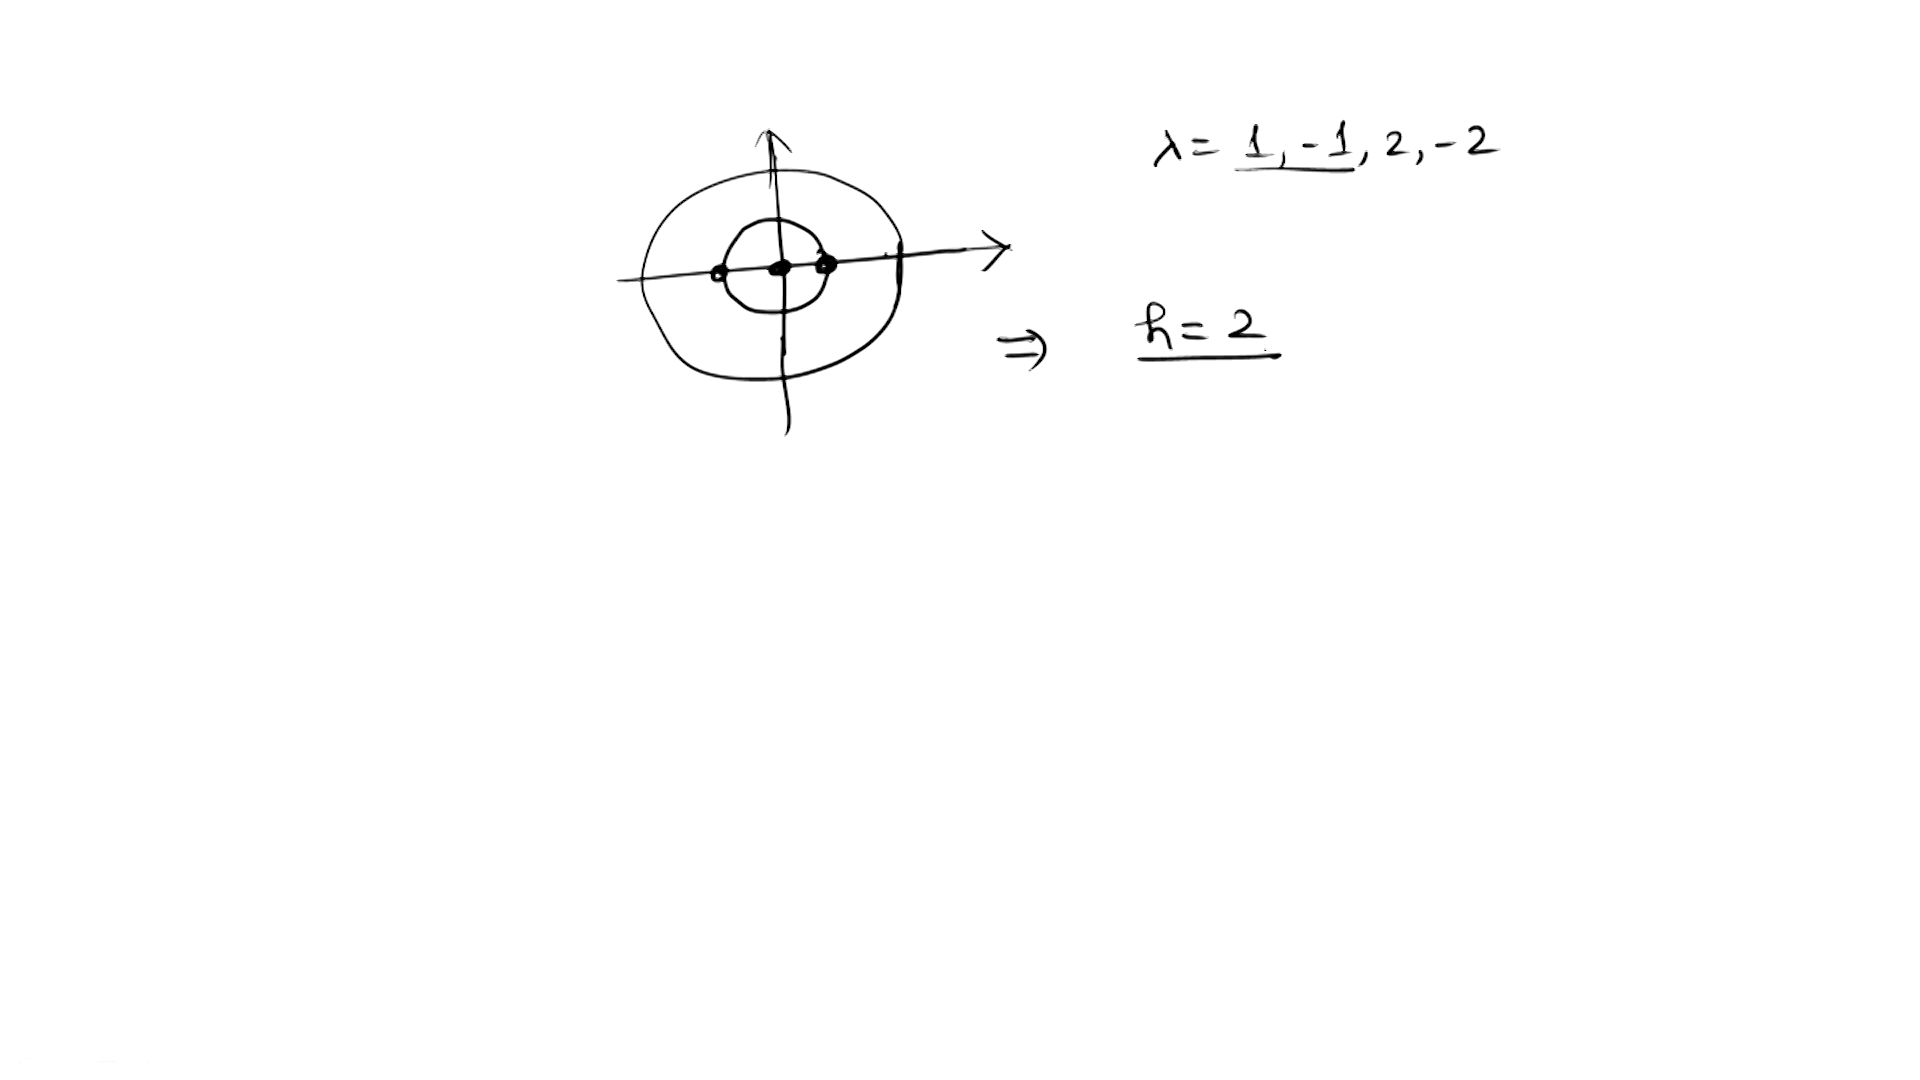 λ = 1, -1, 2, -2
⇒ h = 2